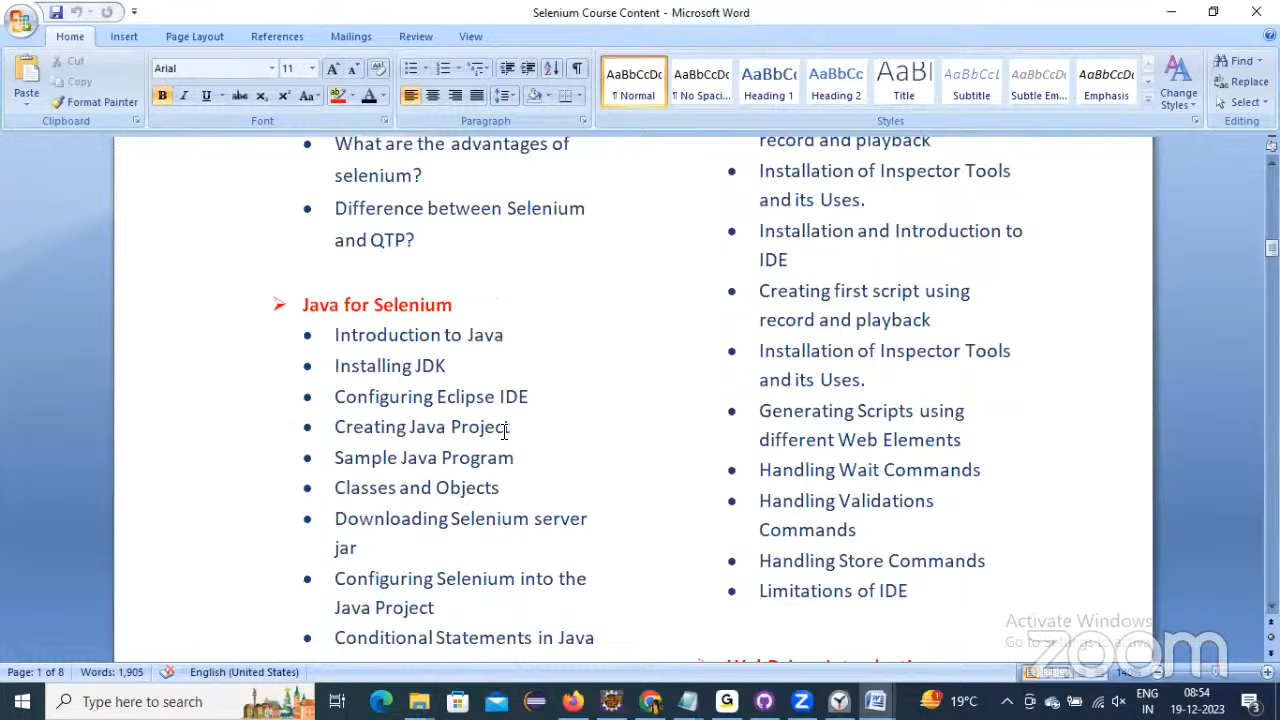 Selenium Course Content - Microsoft Word
Home Insert Page Layout References Mailings Review View
Paste
Cut
Copy
Format Painter
Clipboard
Arial 11
Font
Paragraph
AaBbCcDc AaBbCcDc AaBbC AaBbCc AaBl AaBbCcL AaBbCcDc AaBbCcDc
¶ Normal ¶ No Spaci... Heading 1 Heading 2 Title Subtitle Subtle Em... Emphasis
Change
Styles
Styles
Find
Replace
Select
Editing
What are the advantages of
selenium?
Difference between Selenium
and QTP?
Java for Selenium
Introduction to Java
Installing JDK
Configuring Eclipse IDE
Creating Java Project
Sample Java Program
Classes and Objects
Downloading Selenium server
jar
Configuring Selenium into the
Java Project
Conditional Statements in Java
record and playback
Installation of Inspector Tools
and its Uses.
Installation and Introduction to
IDE
Creating first script using
record and playback
Installation of Inspector Tools
and its Uses.
Generating Scripts using
different Web Elements
Handling Wait Commands
Handling Validations
Commands
Handling Store Commands
Limitations of IDE
Activate Windows
zoom
Page: 1 of 8 Words: 1,905 English (United States)
Type here to search
19°C
ENG
IN
08:54
19-12-2023